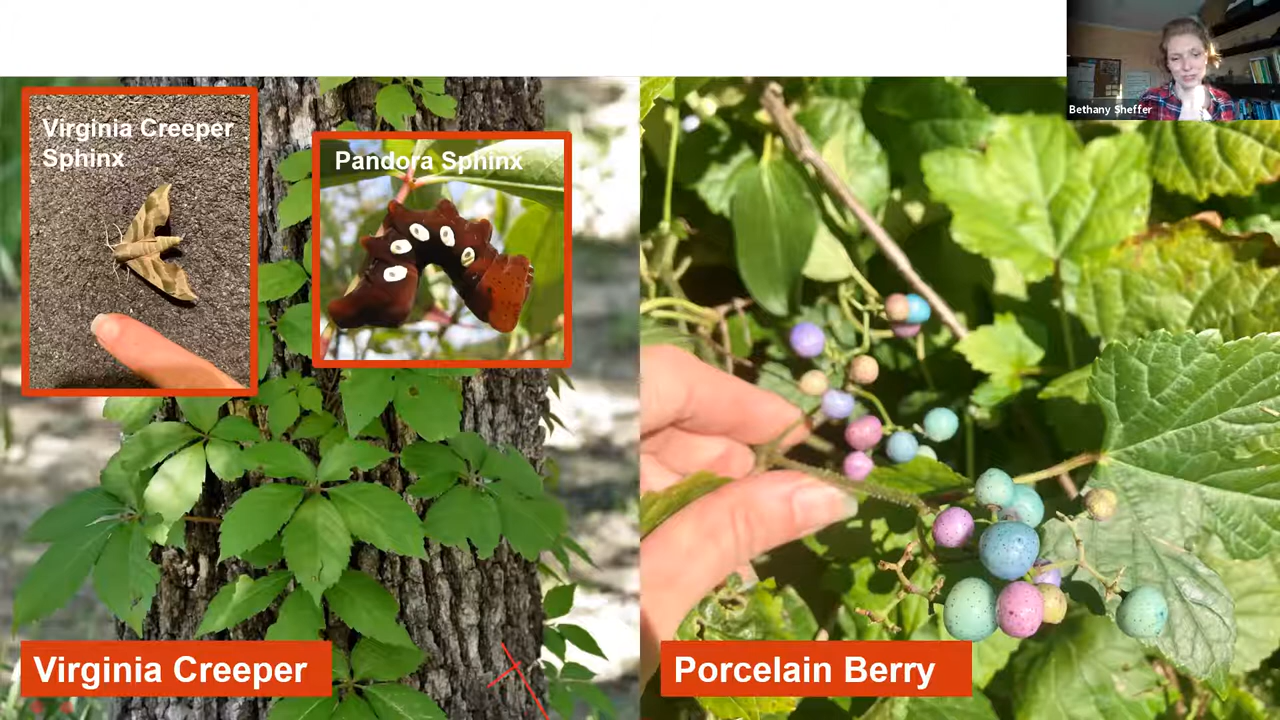 Virginia Creeper
Sphinx
Pandora Sphinx
Bethany Sheffer
Virginia Creeper
Porcelain Berry